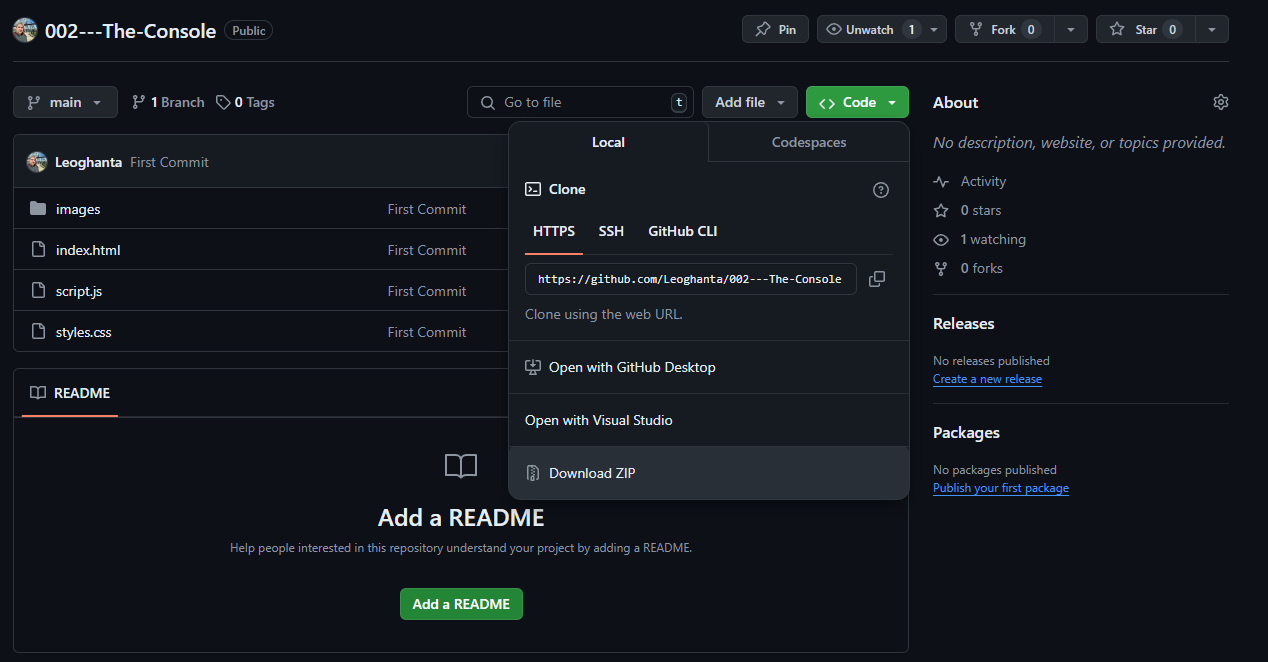 002---The-Console Public Pin Unwatch 1 Fork 0 Star 0
main 1 Branch 0 Tags Go to file t Add file Code
Leoghanta First Commit
images First Commit
index.html First Commit
script.js First Commit
styles.css First Commit
README
Add a README
Help people interested in this repository understand your project by adding a README.
Add a README
Local Codespaces
Clone
HTTPS SSH GitHub CLI
https://github.com/Leoghanta/002---The-Console
Clone using the web URL.
Open with GitHub Desktop
Open with Visual Studio
Download ZIP
About
No description, website, or topics provided.
Activity
0 stars
1 watching
0 forks
Releases
No releases published
Create a new release
Packages
No packages published
Publish your first package